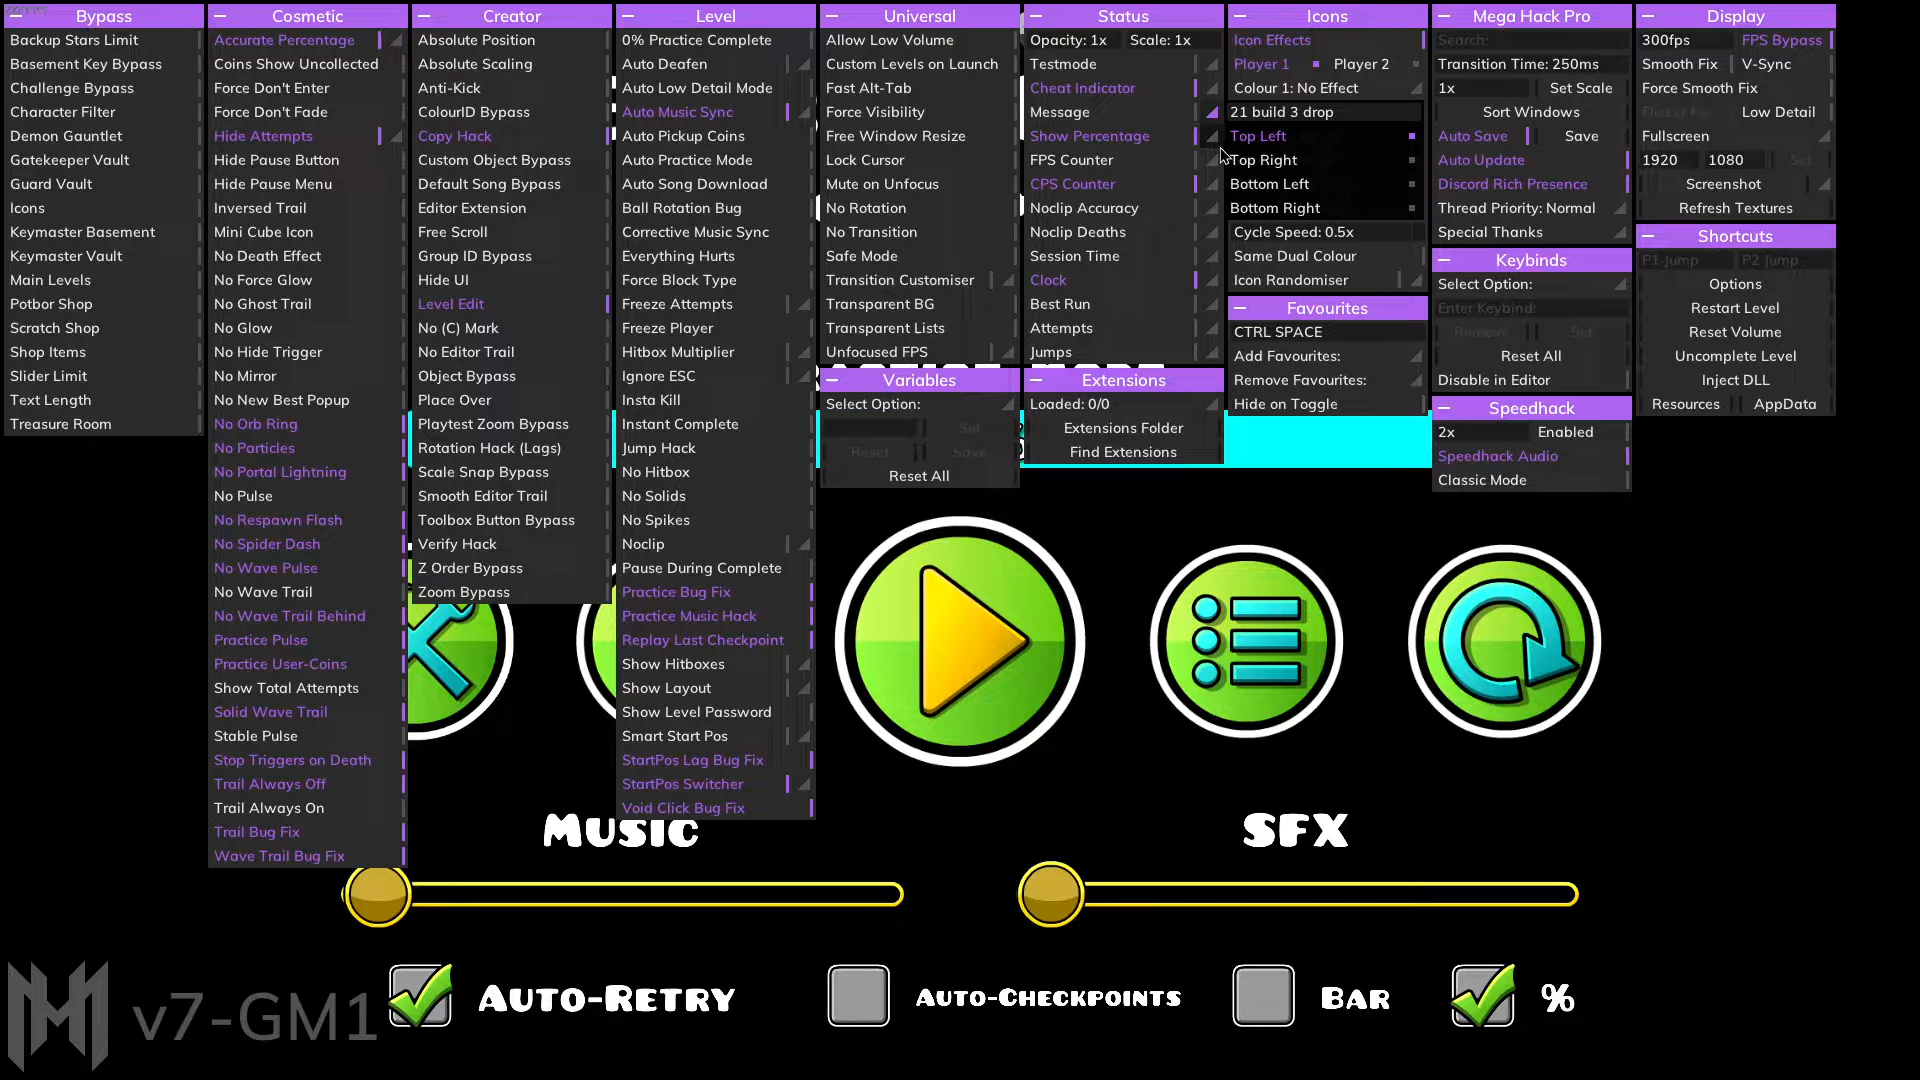 Bypass
Backup Stars Limit
Basement Key Bypass
Challenge Bypass
Character Filter
Demon Gauntlet
Gatekeeper Vault
Guard Vault
Icons
Keymaster Basement
Keymaster Vault
Main Levels
Potbor Shop
Scratch Shop
Shop Items
Slider Limit
Text Length
Treasure Room
Cosmetic
Accurate Percentage
Coins Show Uncollected
Force Don't Enter
Force Don't Fade
Hide Attempts
Hide Pause Button
Hide Pause Menu
Inversed Trail
Mini Cube Icon
No Death Effect
No Force Glow
No Ghost Trail
No Glow
No Hide Trigger
No Mirror
No New Best Popup
No Orb Ring
No Particles
No Portal Lightning
No Pulse
No Respawn Flash
No Spider Dash
No Wave Pulse
No Wave Trail
No Wave Trail Behind
Practice Pulse
Practice User-Coins
Show Total Attempts
Solid Wave Trail
Stable Pulse
Stop Triggers on Death
Trail Always Off
Trail Always On
Trail Bug Fix
Wave Trail Bug Fix
Creator
Absolute Position
Absolute Scaling
Anti-Kick
ColourID Bypass
Copy Hack
Custom Object Bypass
Default Song Bypass
Editor Extension
Free Scroll
Group ID Bypass
Hide UI
Level Edit
No (C) Mark
No Editor Trail
Object Bypass
Place Over
Playtest Zoom Bypass
Rotation Hack (Lags)
Scale Snap Bypass
Smooth Editor Trail
Toolbox Button Bypass
Verify Hack
Z Order Bypass
Zoom Bypass
Level
0% Practice Complete
Auto Deafen
Auto Low Detail Mode
Auto Music Sync
Auto Pickup Coins
Auto Practice Mode
Auto Song Download
Ball Rotation Bug
Corrective Music Sync
Everything Hurts
Force Block Type
Freeze Attempts
Freeze Player
Hitbox Multiplier
Ignore ESC
Insta Kill
Instant Complete
Jump Hack
No Hitbox
No Solids
No Spikes
Noclip
Pause During Complete
Practice Bug Fix
Practice Music Hack
Replay Last Checkpoint
Show Hitboxes
Show Layout
Show Level Password
Smart Start Pos
StartPos Lag Bug Fix
StartPos Switcher
Void Click Bug Fix
Universal
Allow Low Volume
Custom Levels on Launch
Fast Alt-Tab
Force Visibility
Free Window Resize
Lock Cursor
Mute on Unfocus
No Rotation
No Transition
Safe Mode
Transition Customiser
Transparent BG
Transparent Lists
Unfocused FPS
Variables
Select Option:
Set
Reset Save
Reset All
Status
Opacity: 1x Scale: 1x
Testmode
Cheat Indicator
Message
Show Percentage
FPS Counter
CPS Counter
Noclip Accuracy
Noclip Deaths
Session Time
Clock
Best Run
Attempts
Jumps
Extensions
Loaded: 0/0
Extensions Folder
Find Extensions
Icons
Icon Effects
Player 1 Player 2
Colour 1: No Effect
21 build 3 drop
Top Left
Top Right
Bottom Left
Bottom Right
Cycle Speed: 0.5x
Same Dual Colour
Icon Randomiser
Favourites
CTRL SPACE
Add Favourites:
Remove Favourites:
Hide on Toggle
Mega Hack Pro
Search:
Transition Time: 250ms
1x Set Scale
Sort Windows
Auto Save Save
Auto Update
Discord Rich Presence
Thread Priority: Normal
Special Thanks
Keybinds
Select Option:
Enter Keybind:
Remove Set
Reset All
Disable in Editor
Speedhack
2x Enabled
Speedhack Audio
Classic Mode
Display
300fps FPS Bypass
Smooth Fix V-Sync
Force Smooth Fix
Flicker Fix Low Detail
Fullscreen
1920 1080 Set
Screenshot
Refresh Textures
Shortcuts
P1 Jump P2 Jump
Options
Restart Level
Reset Volume
Uncomplete Level
Inject DLL
Resources AppData
Music
SFX
v7-GM1
Auto-Retry
Auto-Checkpoints
Bar
%